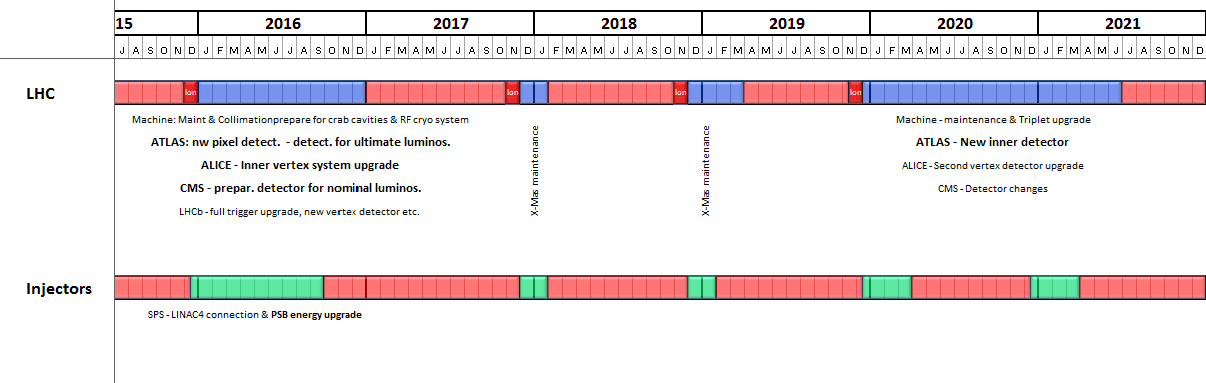 15 2016 2017 2018 2019 2020 2021
J A S O N D J F M A M J J A S O N D J F M A M J J A S O N D J F M A M J J A S O N D J F M A M J J A S O N D J F M A M J J A S O N D J F M A M J J A S O N D
LHC
Ion Ion Ion Ion
Machine: Maint & Collimationprepare for crab cavities & RF cryo system
ATLAS: nw pixel detect. - detect. for ultimate luminos.
ALICE - Inner vertex system upgrade
CMS - prepar. detector for nominal luminos.
LHCb - full trigger upgrade, new vertex detector etc.
X-Mas maintenance
X-Mas maintenance
Machine - maintenance & Triplet upgrade
ATLAS - New inner detector
ALICE - Second vertex detector upgrade
CMS - Detector changes
Injectors
SPS - LINAC4 connection & PSB energy upgrade